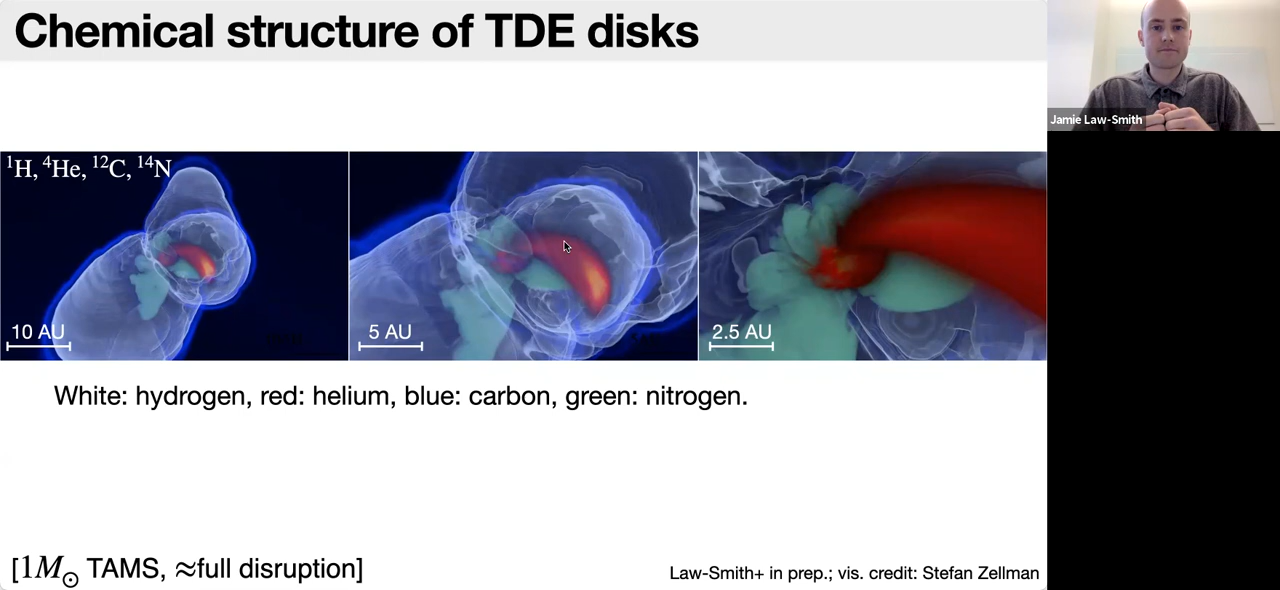 Chemical structure of TDE disks
Jamie Law-Smith
¹H, ⁴He, ¹²C, ¹⁴N
10 AU
5 AU
2.5 AU
White: hydrogen, red: helium, blue: carbon, green: nitrogen.
[1M☉ TAMS, ≈full disruption]
Law-Smith+ in prep.; vis. credit: Stefan Zellman